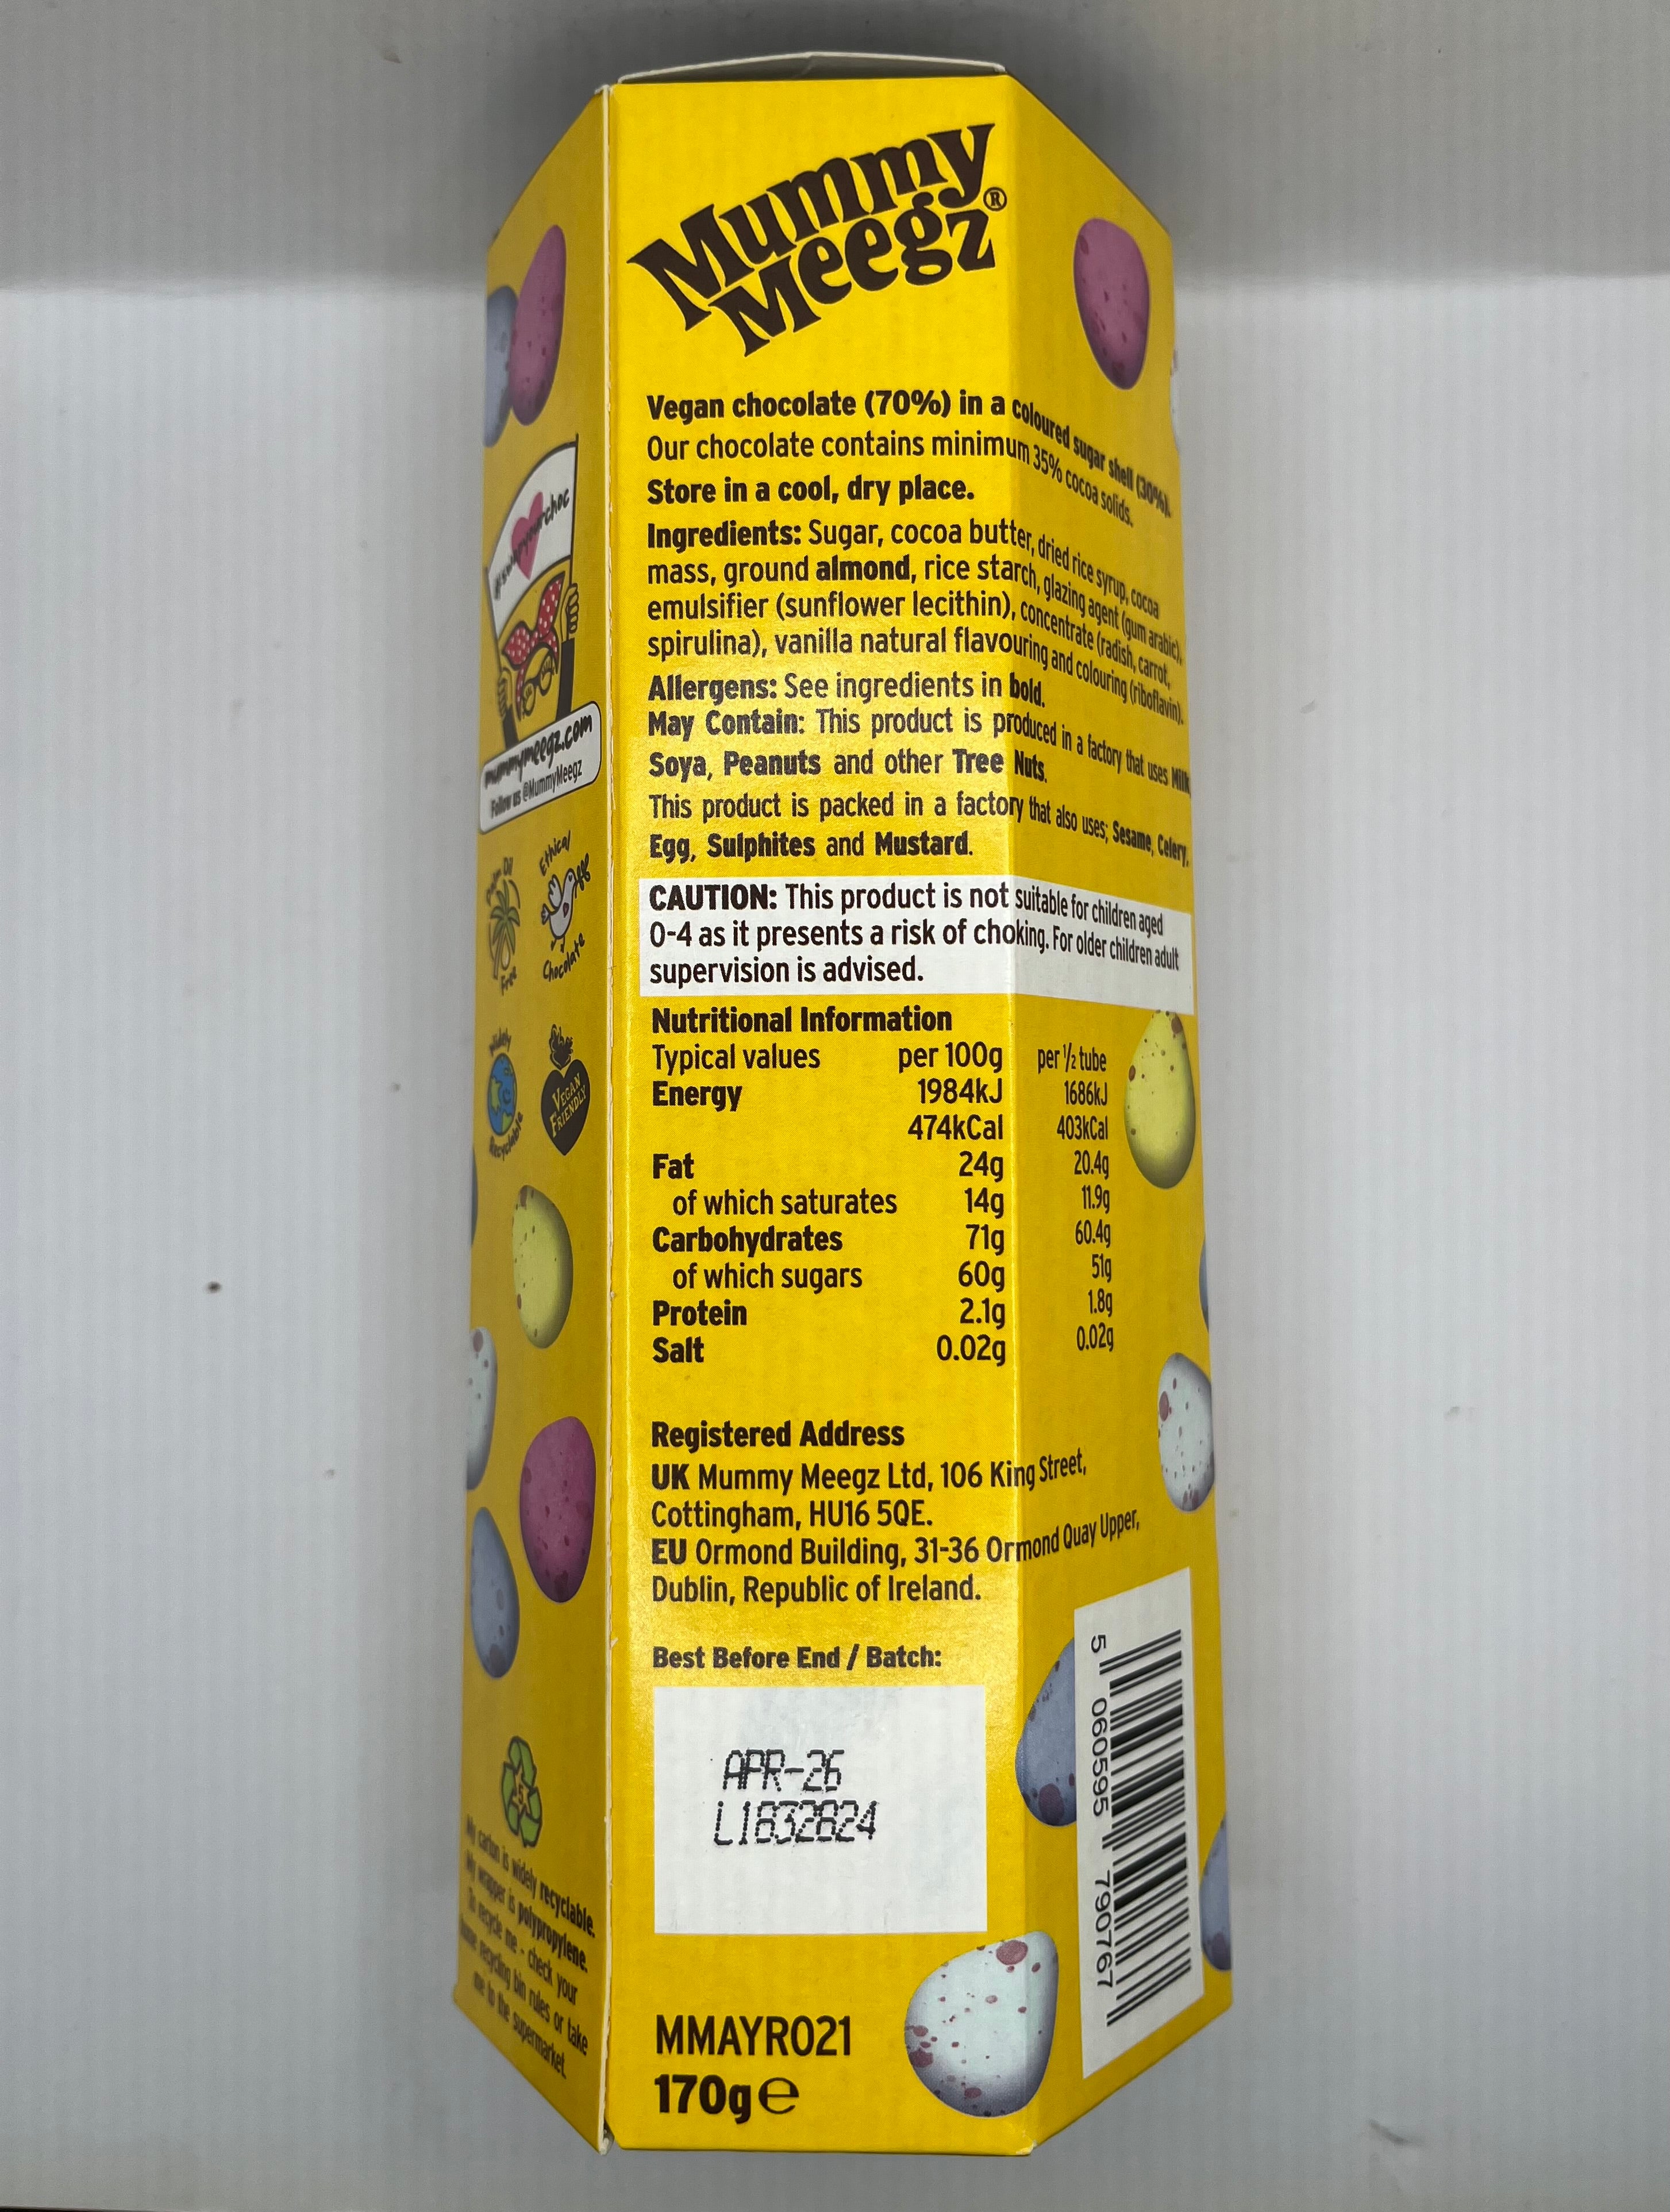 Mummy
Meegz®
Vegan chocolate (70%) in a coloured sugar shell (30%).
Our chocolate contains minimum 35% cocoa solids.
Store in a cool, dry place.
Ingredients: Sugar, cocoa butter, dried rice syrup, cocoa
mass, ground almond, rice starch, glazing agent (gum arabic),
emulsifier (sunflower lecithin), concentrate (radish, carrot,
spirulina), vanilla natural flavouring and colouring (riboflavin).
Allergens: See ingredients in bold.
May Contain: This product is produced in a factory that uses Milk
Soya, Peanuts and other Tree Nuts.
This product is packed in a factory that also uses; Sesame, Celery,
Egg, Sulphites and Mustard.
CAUTION: This product is not suitable for children aged
0-4 as it presents a risk of choking. For older children adult
supervision is advised.
Nutritional Information
Typical values per 100g per 1/2 tube
Energy 1984kJ 1686kJ
474kCal 403kCal
Fat 24g 20.4g
of which saturates 14g 11.9g
Carbohydrates 71g 60.4g
of which sugars 60g 51g
Protein 2.1g 1.8g
Salt 0.02g 0.02g
Registered Address
UK Mummy Meegz Ltd, 106 King Street,
Cottingham, HU16 5QE.
EU Ormond Building, 31-36 Ormond Quay Upper,
Dublin, Republic of Ireland.
Best Before End / Batch:
APR-26
L1832824
MMAYR021
170g e
5 060595 790767
#swapyourchoc
mummymeegz.com
Follow us @MummyMeegz
Palm Oil
Free
Ethical
Chocolate
Widely
Recyclable
VEGAN
FRIENDLY
5
My carton is widely recyclable.
My wrapper is polypropylene.
To recycle me - check your
home recycling bin rules or take
me to the supermarket